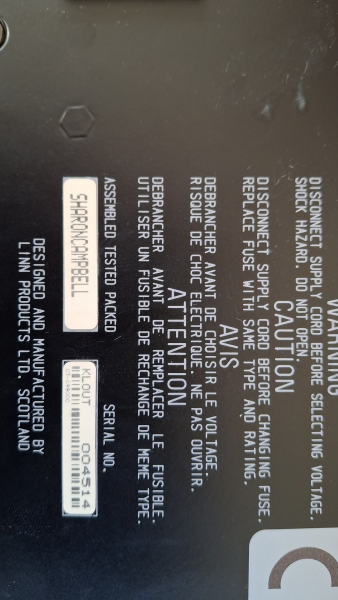 WARNING
DISCONNECT SUPPLY CORD BEFORE SELECTING VOLTAGE.
SHOCK HAZARD. DO NOT OPEN.
CAUTION
DISCONNECT SUPPLY CORD BEFORE CHANGING FUSE.
REPLACE FUSE WITH SAME TYPE AND RATING.
AVIS
DEBRANCHER AVANT DE CHOISIR LE VOLTAGE.
RISQUE DE CHOC ELECTRIQUE. NE PAS OUVRIR.
ATTENTION
DEBRANCHER AVANT DE REMPLACER LE FUSIBLE.
UTILISER UN FUSIBLE DE RECHANGE DE MEME TYPE.
ASSEMBLED TESTED PACKED
SHARONCAMPBELL
SERIAL NO.
KLOUT 004514
DESIGNED AND MANUFACTURED BY
LINN PRODUCTS LTD. SCOTLAND